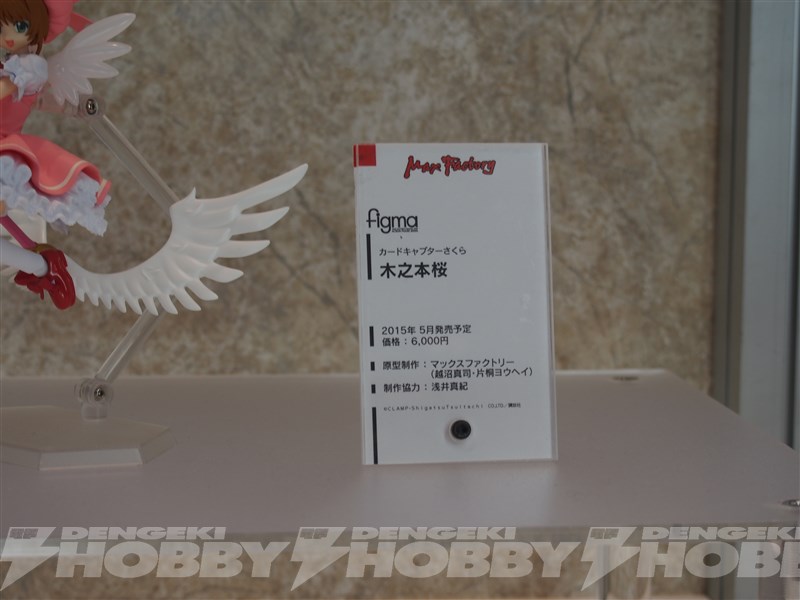 Max Factory
figma
カードキャプターさくら
木之本桜
2015年 5月発売予定
価格：6,000円
原型制作：マックスファクトリー
（越沼真司・片桐ヨウヘイ）
制作協力：浅井真紀
DENGEKI DENGEKI DENGEKI
HOBBY HOBBY HOBB